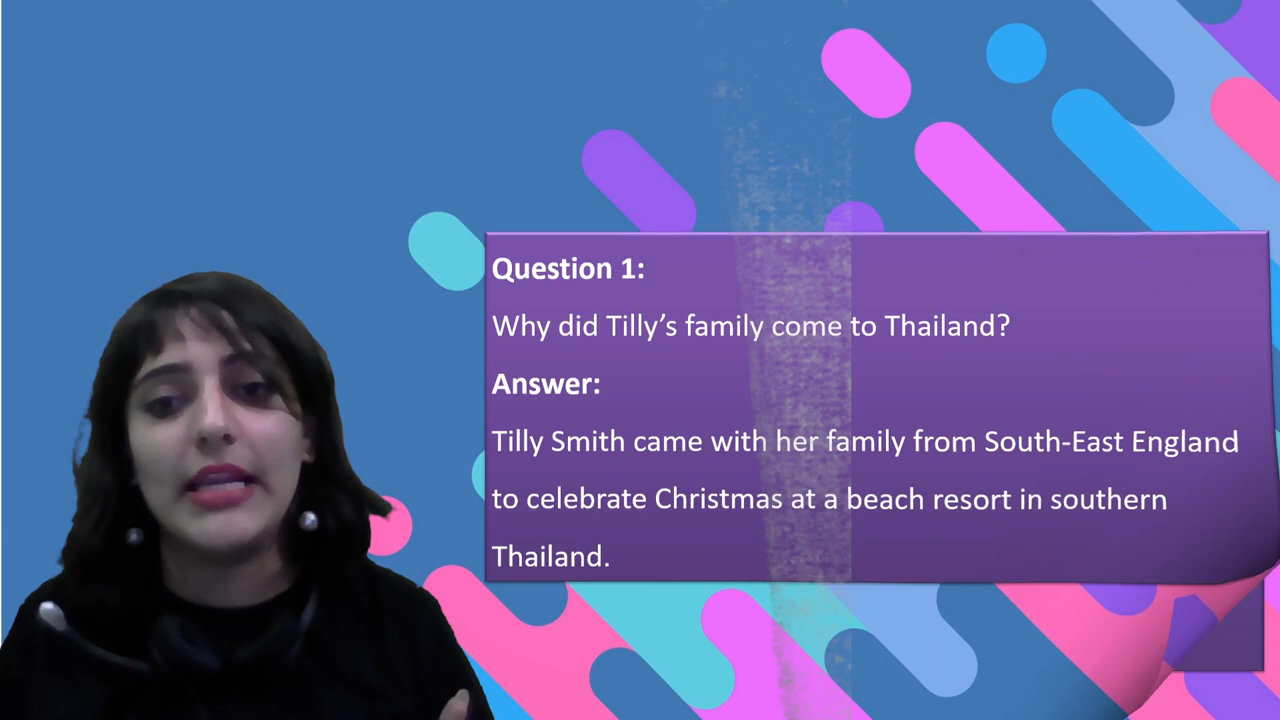 Question 1:
Why did Tilly’s family come to Thailand?
Answer:
Tilly Smith came with her family from South-East England
to celebrate Christmas at a beach resort in southern
Thailand.